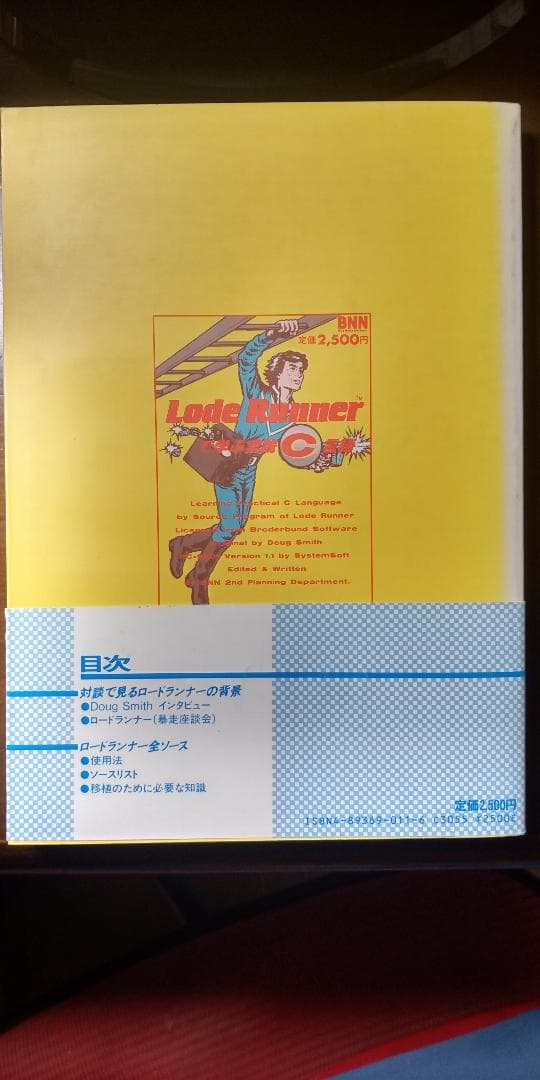 BNN
定価2,500円
Lode Runner™
C
Learning Practical C Language
by Source Program of Lode Runner
Broderbund Software
by Doug Smith
Version 1.1 by SystemSoft
Edited & Written
BNN 2nd Planning Department.
目次
対談で見るロードランナーの背景
●Doug Smith インタビュー
●ロードランナー(暴走座談会)
ロードランナー全ソース
●使用法
●ソースリスト
●移植のために必要な知識
定価2,500円
ISBN4-89369-011-6 C3055 ¥2500E